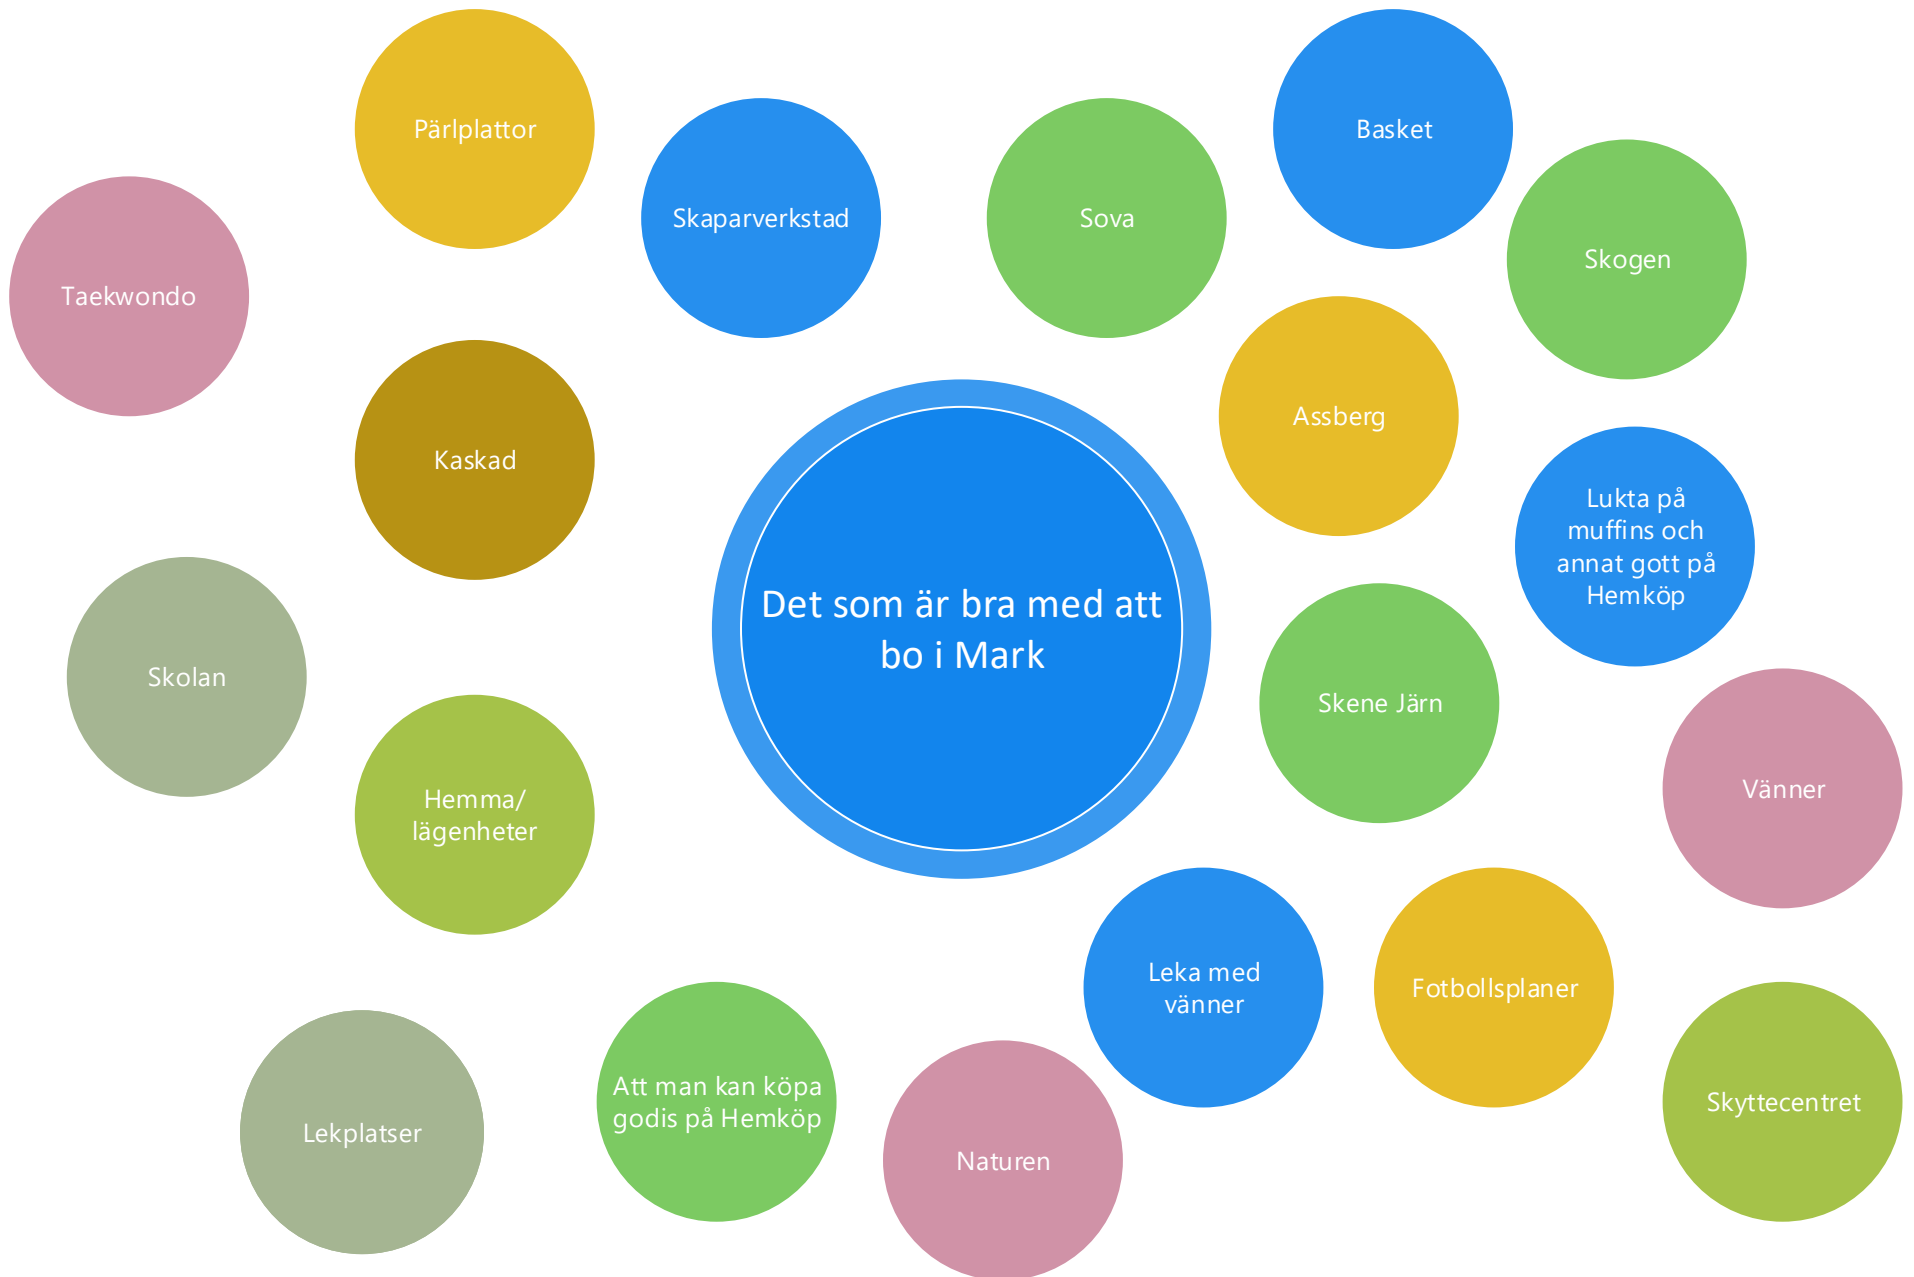 Pärlplattor
Basket
Skaparverkstad
Sova
Skogen
Taekwondo
Assberg
Kaskad
Lukta på
muffins och
annat gott på
Hemköp
Det som är bra med att
bo i Mark
Skolan
Skene Järn
Vänner
Hemma/
lägenheter
Leka med
vänner
Fotbollsplaner
Att man kan köpa
godis på Hemköp
Skyttecentret
Lekplatser
Naturen